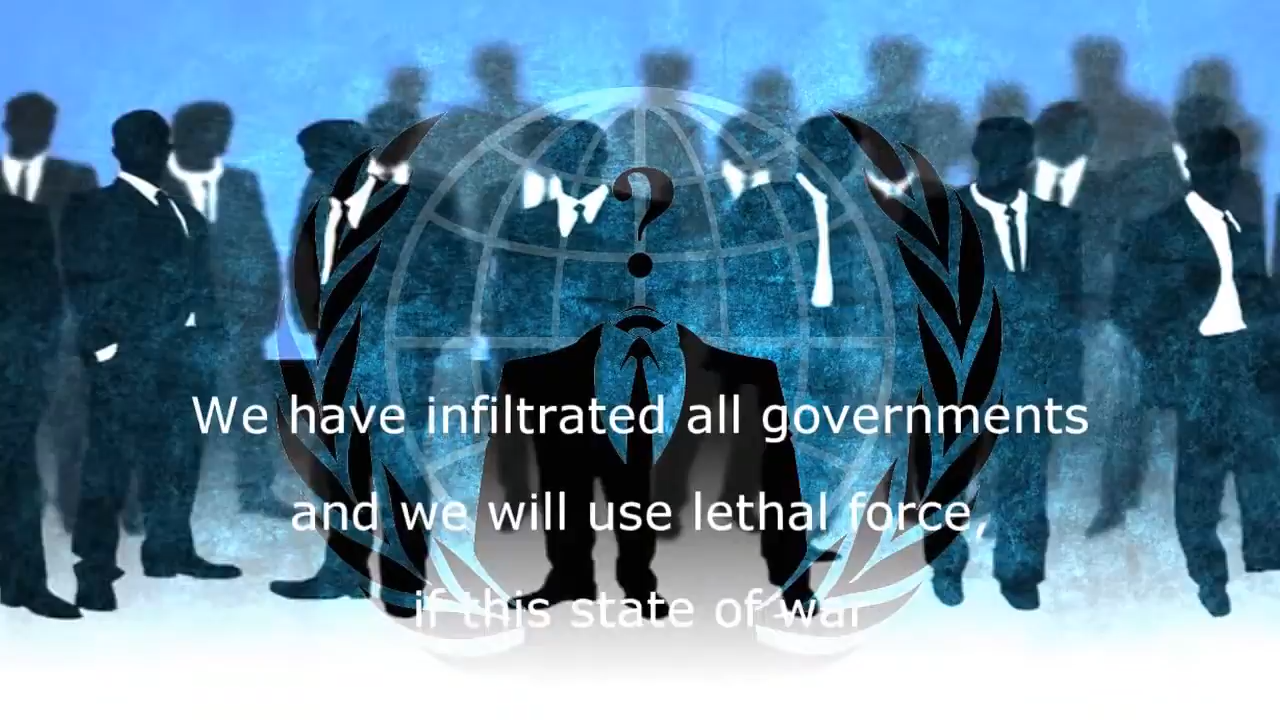 We have infiltrated all governments
and we will use lethal force,
if this state of war